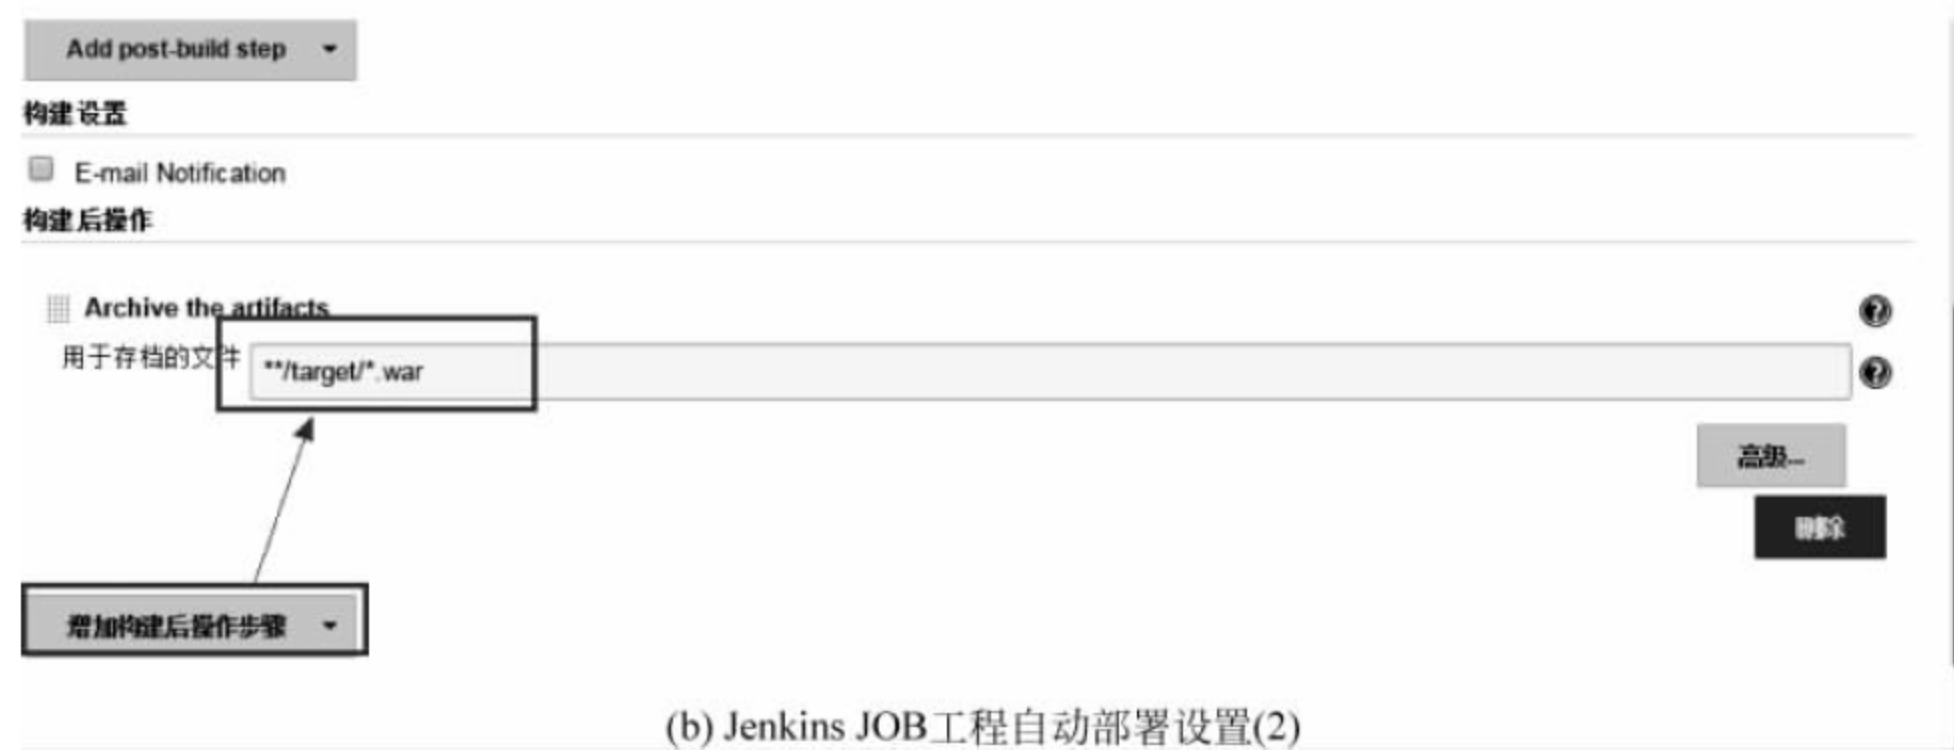 Add post-build step
构建设置
E-mail Notification
构建后操作
Archive the artifacts
用于存档的文件 **/target/*.war
高级...
删除
增加构建后操作步骤
(b) Jenkins JOB工程自动部署设置(2)